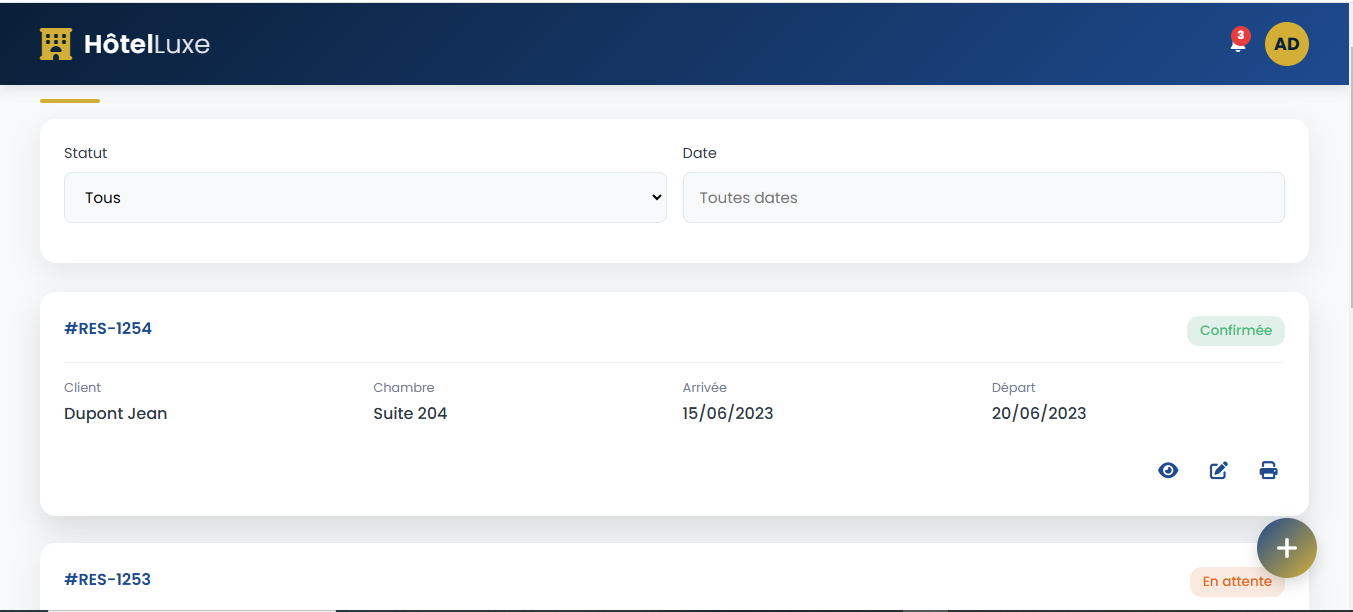 HôtelLuxe
3
AD
Statut
Date
Tous
Toutes dates
#RES-1254
Confirmée
Client
Chambre
Arrivée
Départ
Dupont Jean
Suite 204
15/06/2023
20/06/2023
+
#RES-1253
En attente